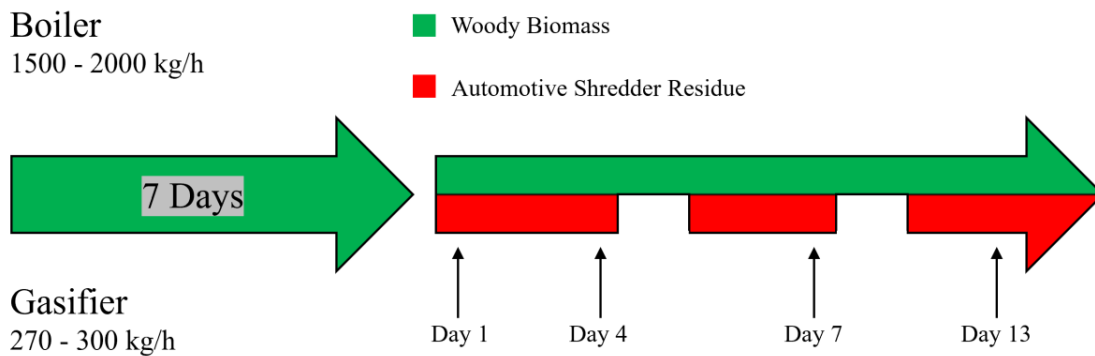 Boiler
1500 - 2000 kg/h
Woody Biomass
Automotive Shredder Residue
7 Days
Gasifier
270 - 300 kg/h
Day 1
Day 4
Day 7
Day 13